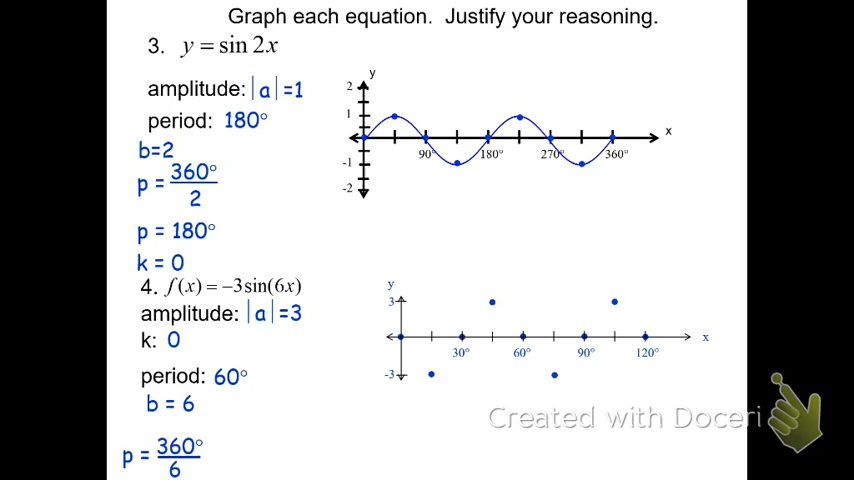 Graph each equation. Justify your reasoning.
3. y = sin 2x
amplitude: |a|=1
period: 180°
b=2
p = 360°/2
p = 180°
k = 0
y
2
1
-1
-2
90° 180° 270° 360°
x
4. f(x) = −3sin(6x)
amplitude: |a|=3
k: 0
period: 60°
b = 6
p = 360°/6
y
3
-3
30° 60° 90° 120°
x
Created with Doceri